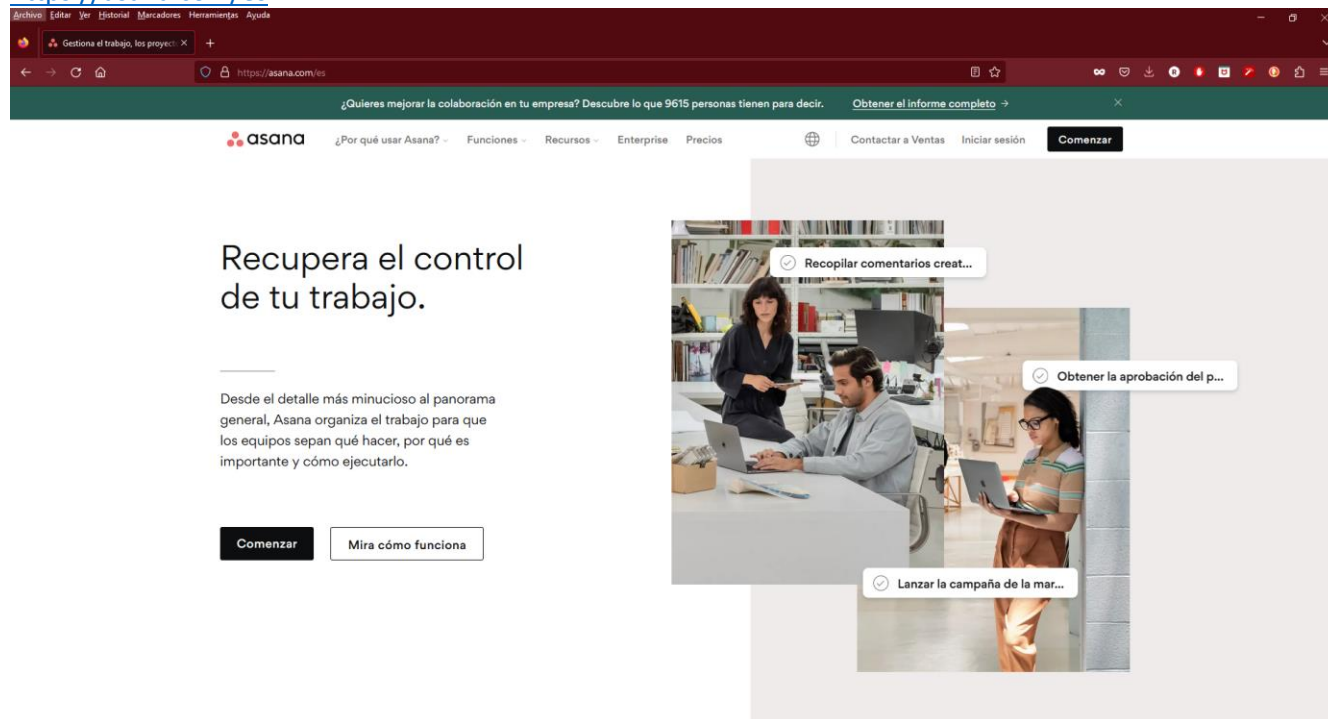 Archivo Editar Ver Historial Marcadores Herramientas Ayuda
Gestiona el trabajo, los proyect
https://asana.com/es
¿Quieres mejorar la colaboración en tu empresa? Descubre lo que 9615 personas tienen para decir. Obtener el informe completo →
asana ¿Por qué usar Asana? Funciones Recursos Enterprise Precios Contactar a Ventas Iniciar sesión Comenzar
Recupera el control
de tu trabajo.
Desde el detalle más minucioso al panorama
general, Asana organiza el trabajo para que
los equipos sepan qué hacer, por qué es
importante y cómo ejecutarlo.
Comenzar Mira cómo funciona
Recopilar comentarios creat...
Obtener la aprobación del p...
Lanzar la campaña de la mar...